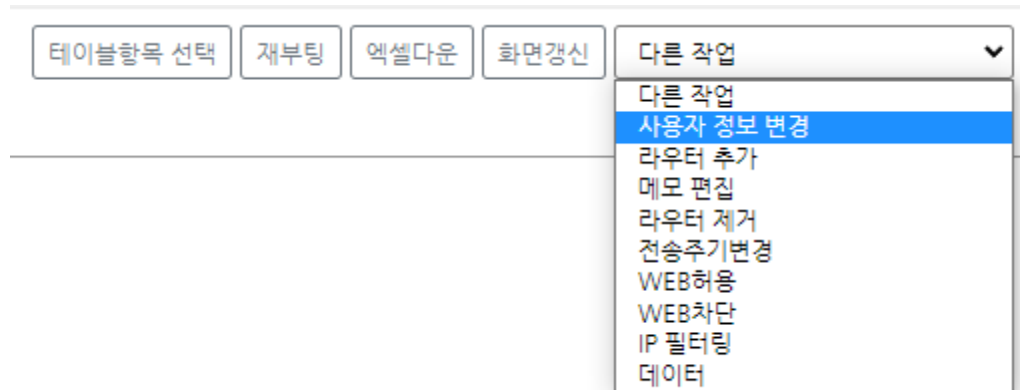 테이블항목 선택 재부팅 엑셀다운 화면갱신 다른 작업
다른 작업
사용자 정보 변경
라우터 추가
메모 편집
라우터 제거
전송주기변경
WEB허용
WEB차단
IP 필터링
데이터